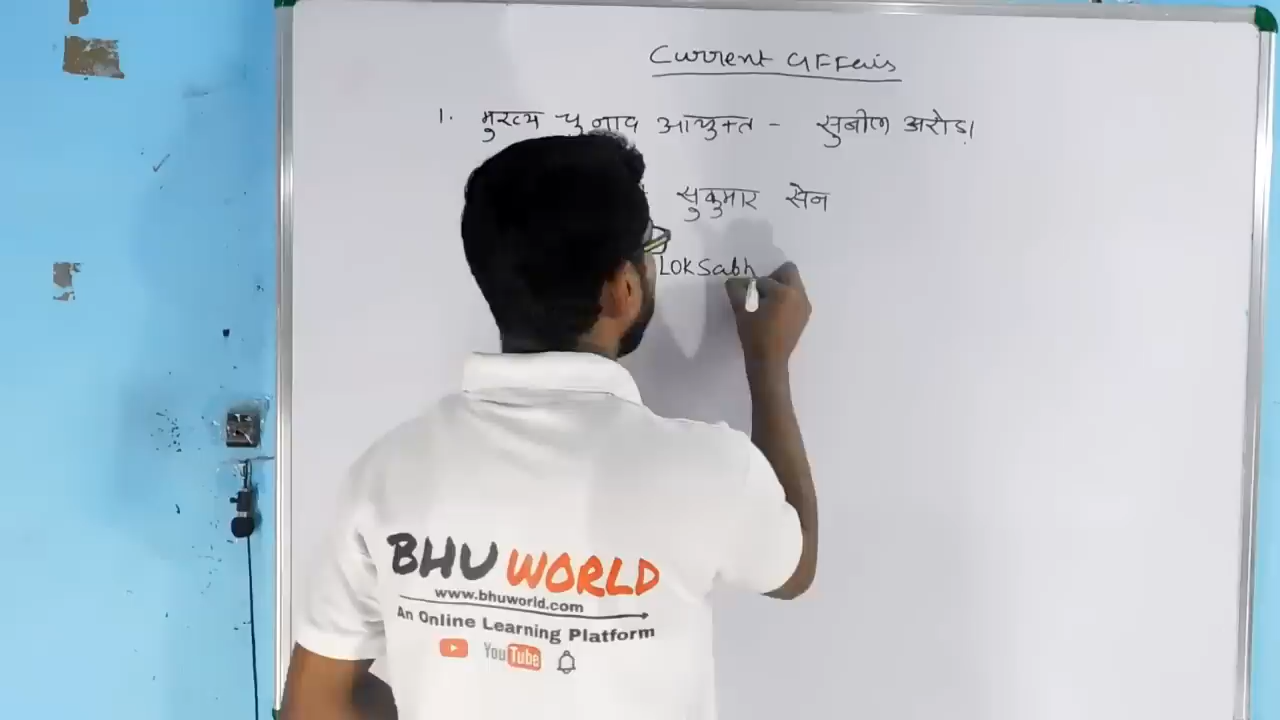 Current Affairs
1. मुख्य चुनाव आयुक्त - सुनील अरोड़ा
सुकुमार सेन
LokSabh
BHU WORLD
www.bhuworld.com
An Online Learning Platform
YouTube